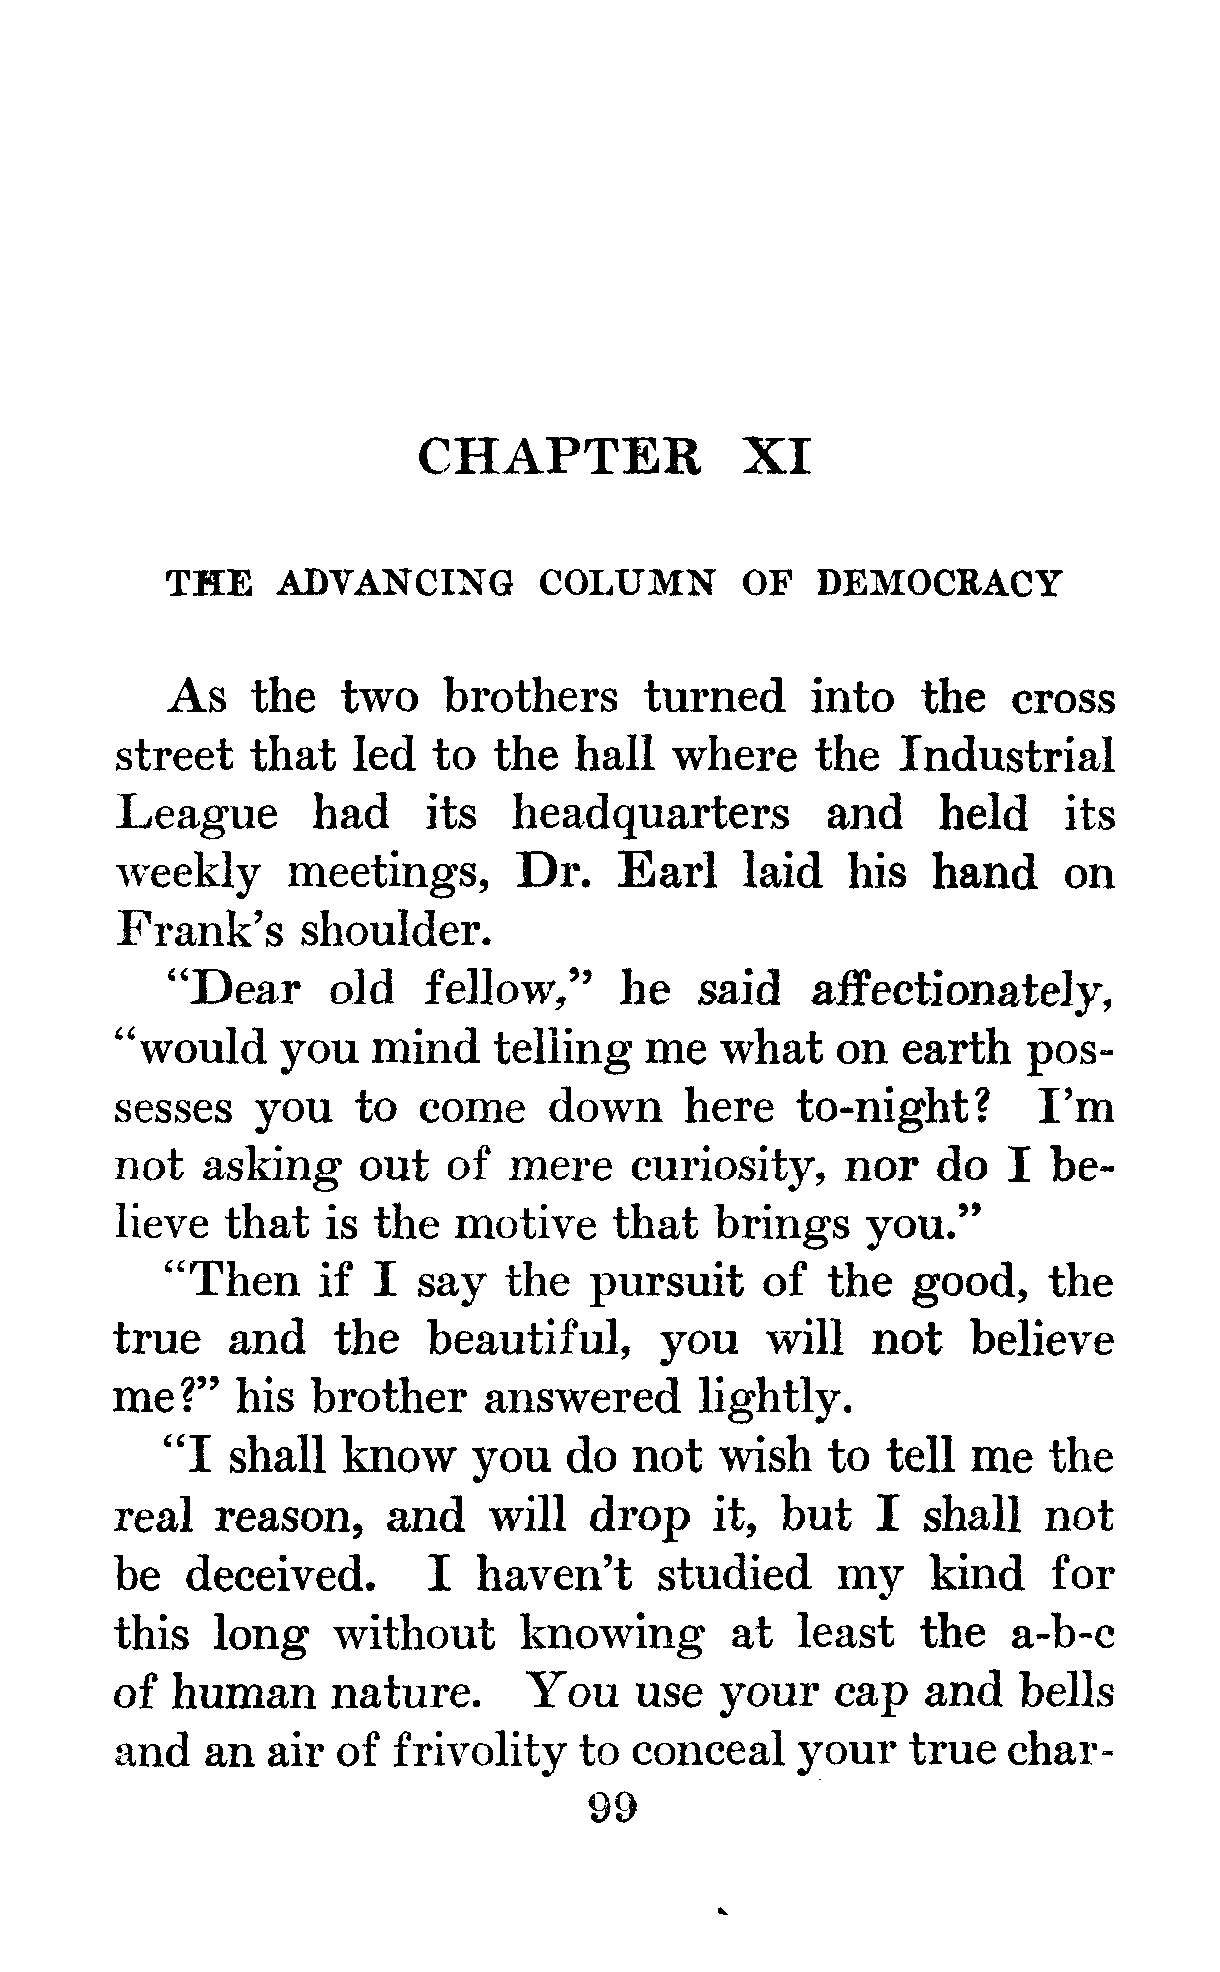 CHAPTER XI
THE ADVANCING COLUMN OF DEMOCRACY
As the two brothers turned into the cross
street that led to the hall where the Industrial
League had its headquarters and held its
weekly meetings, Dr. Earl laid his hand on
Frank's shoulder.
"Dear old fellow," he said affectionately,
"would you mind telling me what on earth pos-
sesses you to come down here to-night? I'm
not asking out of mere curiosity, nor do I be-
lieve that is the motive that brings you."
"Then if I say the pursuit of the good, the
true and the beautiful, you will not believe
me?" his brother answered lightly.
"I shall know you do not wish to tell me the
real reason, and will drop it, but I shall not
be deceived. I haven't studied my kind for
this long without knowing at least the a-b-c
of human nature. You use your cap and bells
and an air of frivolity to conceal your true char-
99